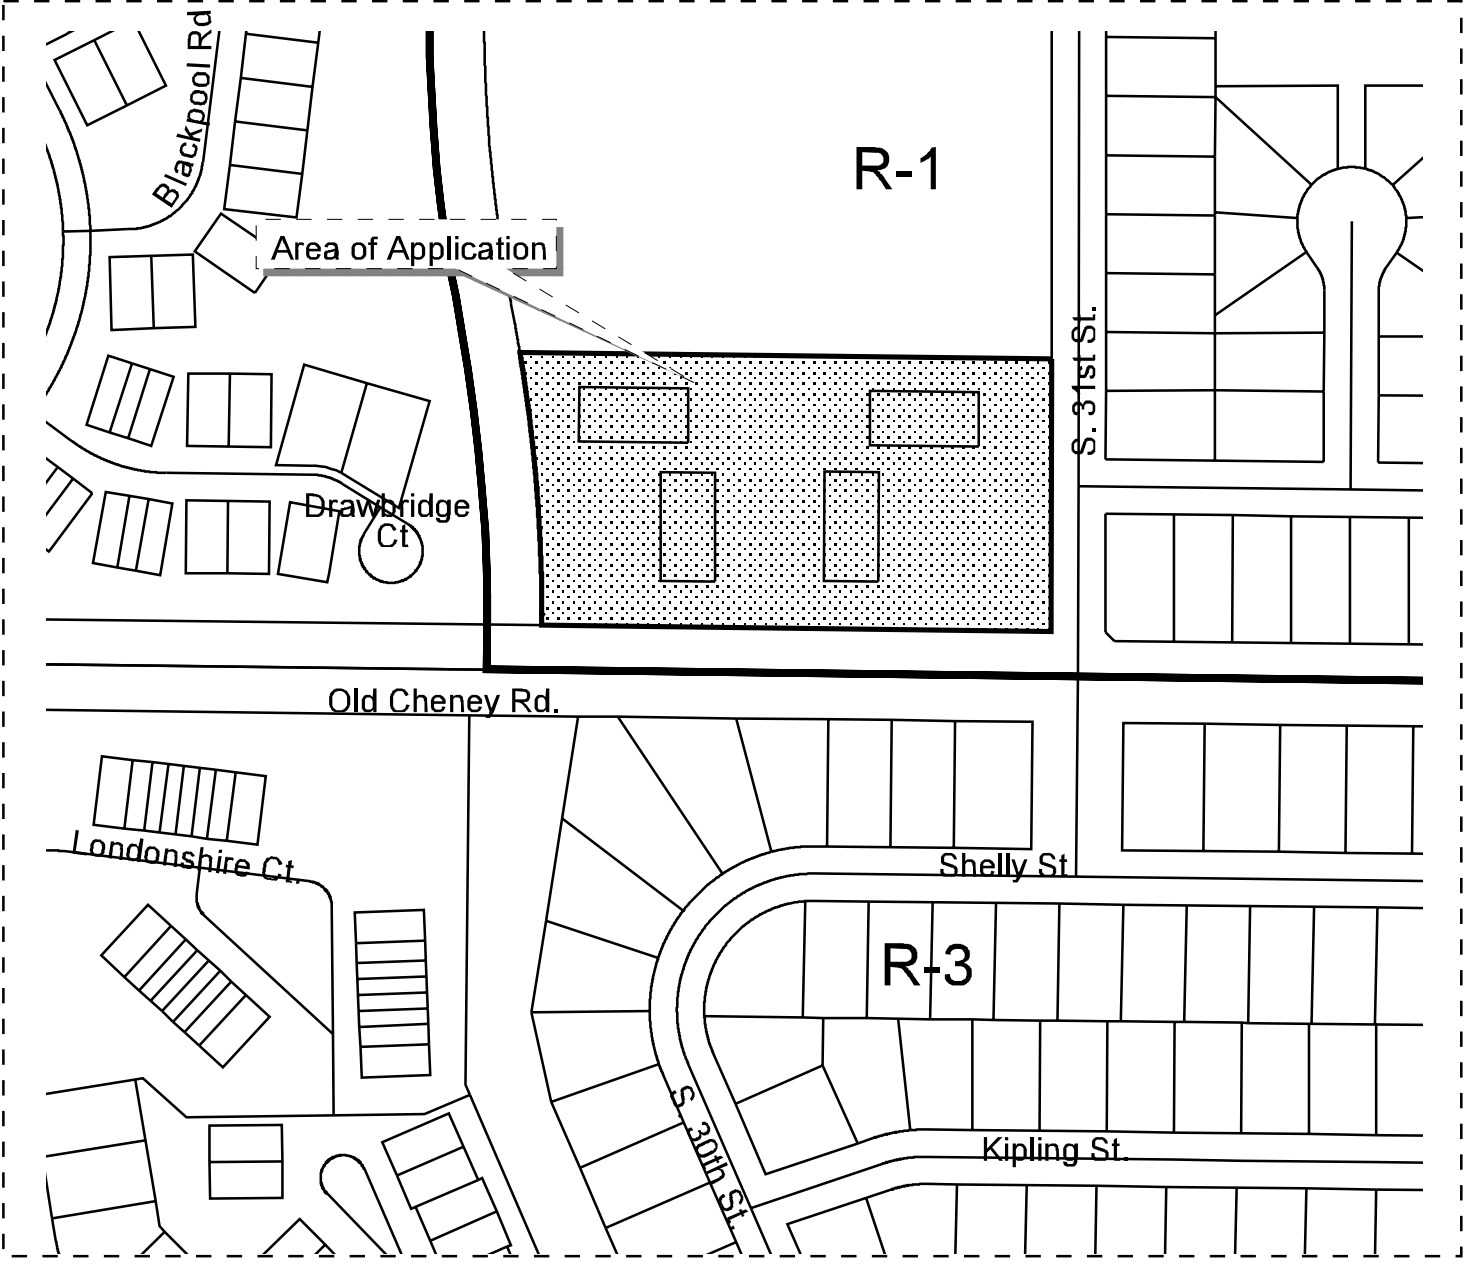 Blackpool Rd
R-1
Area of Application
S. 31st St.
Drawbridge
Ct
Old Cheney Rd.
Londonshire Ct.
Shelly St
R-3
S. 30th St.
Kipling St.